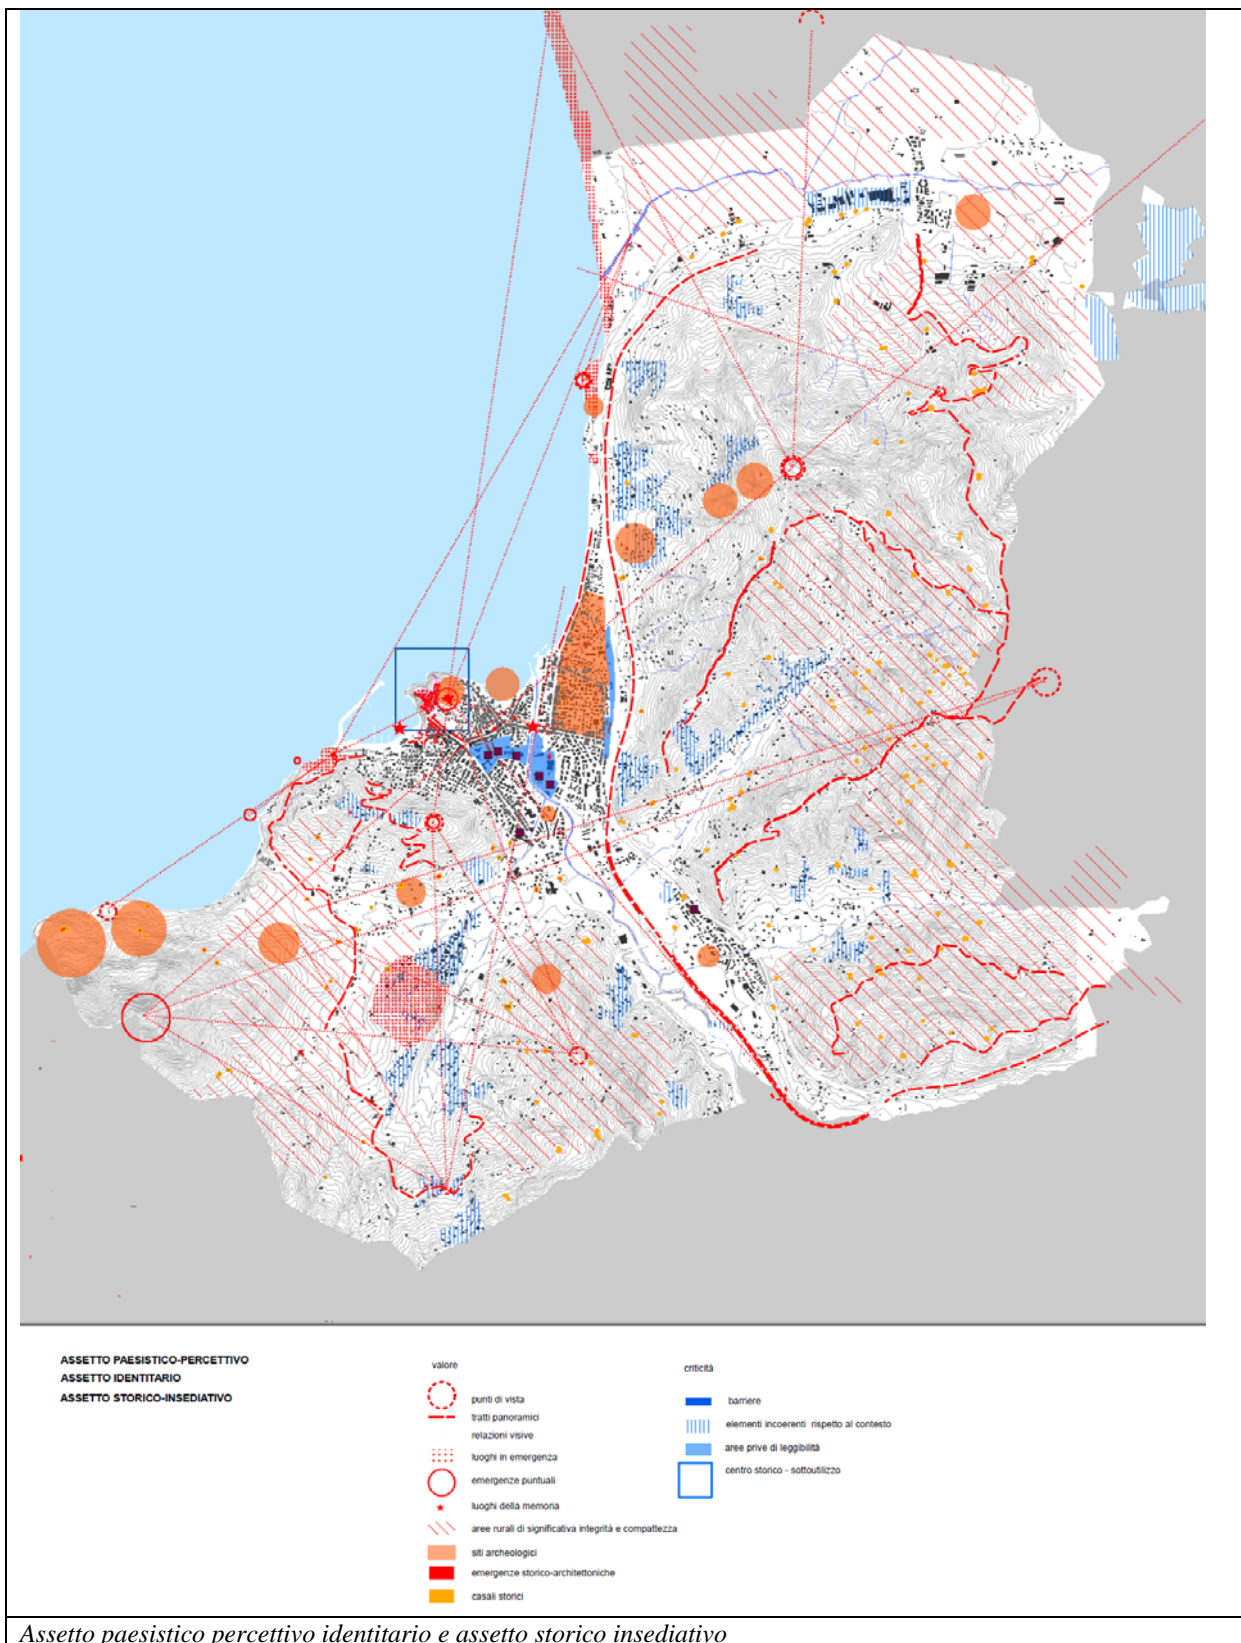 ASSETTO PAESISTICO-PERCETTIVO
ASSETTO IDENTITARIO
ASSETTO STORICO-INSEDIATIVO
valore
punti di vista
tratti panoramici
relazioni visive
luoghi in emergenza
emergenze puntuali
luoghi della memoria
aree rurali di significativa integrità e compattezza
siti archeologici
emergenze storico-architettoniche
casali storici
criticità
barriere
elementi incoerenti rispetto al contesto
aree prive di leggibilità
centro storico - sottoutilizzo
Assetto paesistico percettivo identitario e assetto storico insediativo